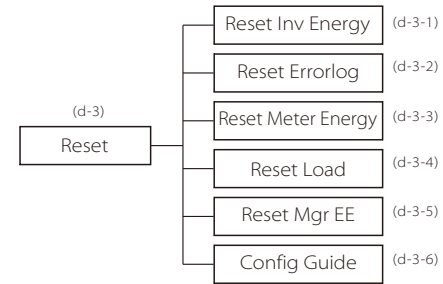 Reset Inv Energy (d-3-1)
Reset Errorlog (d-3-2)
(d-3)
Reset Meter Energy (d-3-3)
Reset
Reset Load (d-3-4)
Reset Mgr EE (d-3-5)
Config Guide (d-3-6)